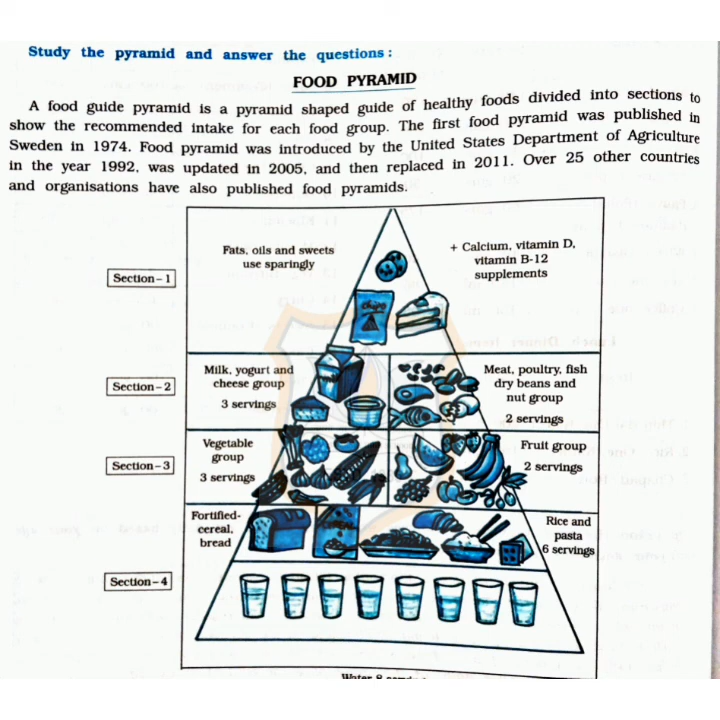 Study the pyramid and answer the questions :
FOOD PYRAMID
A food guide pyramid is a pyramid shaped guide of healthy foods divided into sections to
show the recommended intake for each food group. The first food pyramid was published in
Sweden in 1974. Food pyramid was introduced by the United States Department of Agriculture
in the year 1992, was updated in 2005, and then replaced in 2011. Over 25 other countries
and organisations have also published food pyramids.
Fats, oils and sweets
use sparingly
+ Calcium, vitamin D,
vitamin B-12
supplements
Section-1
chips
Milk, yogurt and
cheese group
3 servings
Meat, poultry, fish
dry beans and
nut group
2 servings
Section-2
Vegetable
group
3 servings
Fruit group
2 servings
Section-3
Fortified-
cereal,
bread
Rice and
pasta
6 servings
Section-4
Water 8